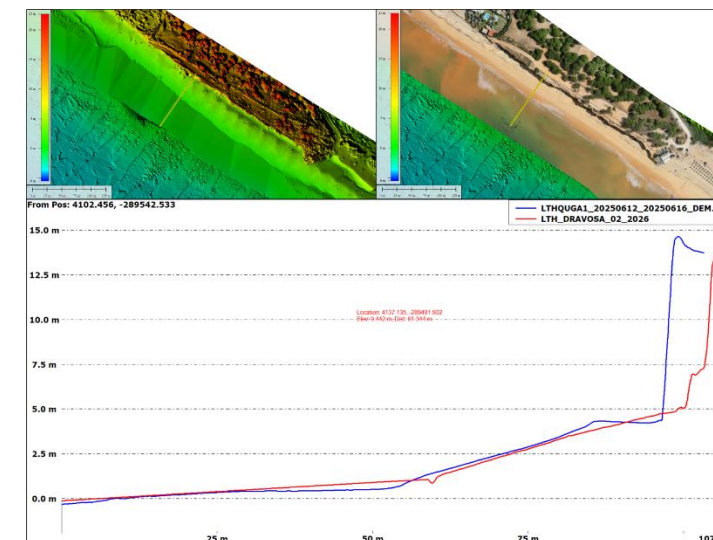 From Pos: 4102.456, -289542.533
LTHQUGA1_20250612_20250616_DEM.
LTH_DRAVOSA_02_2026
15.0 m
12.5 m
10.0 m
7.5 m
5.0 m
2.5 m
0.0 m
25 m
50 m
75 m